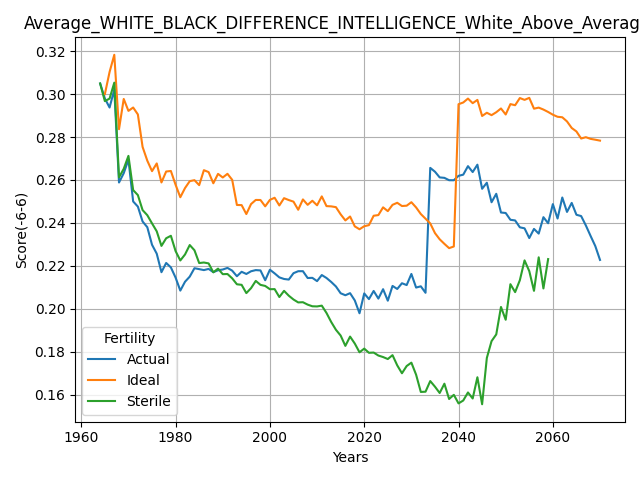 Average_WHITE_BLACK_DIFFERENCE_INTELLIGENCE_White_Above_Averag
0.32
0.30
0.28
0.26
0.24
0.22
0.20
0.18
0.16
Score(-6-6)
Fertility
Actual
Ideal
Sterile
1960 1980 2000 2020 2040 2060
Years